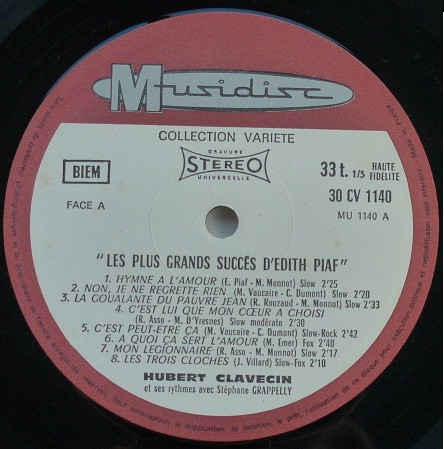 Musidisc
COLLECTION VARIETE
BIEM
GRAVURE
STEREO
UNIVERSELLE
33 t. 1/3 HAUTE FIDELITE
30 CV 1140
FACE A
MU 1140 A
"LES PLUS GRANDS SUCCÈS D'EDITH PIAF"
1. HYMNE A L'AMOUR (E. Piaf - M. Monnot) Slow 2'25
2. NON, JE NE REGRETTE RIEN (M. Vaucaire - C. Dumont) Slow 2'20
3. LA GOUALANTE DU PAUVRE JEAN (R. Rouzaud - M. Monnot) Slow 2'33
4. C'EST LUI QUE MON CŒUR A CHOISI
(R. Asso - M. D'Yresnes) Slow modérato 2'30
5. C'EST PEUT-ETRE ÇA (M. Vaucaire - C. Dumont) Slow-Rock 2'42
6. A QUOI ÇA SERT L'AMOUR (M. Emer) Fox 2'40
7. MON LEGIONNAIRE (R. Asso - M. Monnot) Slow 2'17
8. LES TROIS CLOCHES (J. Villard) Slow-Fox 2'10
HUBERT CLAVECIN
et ses rythmes avec Stéphane GRAPPELLY
Made in France